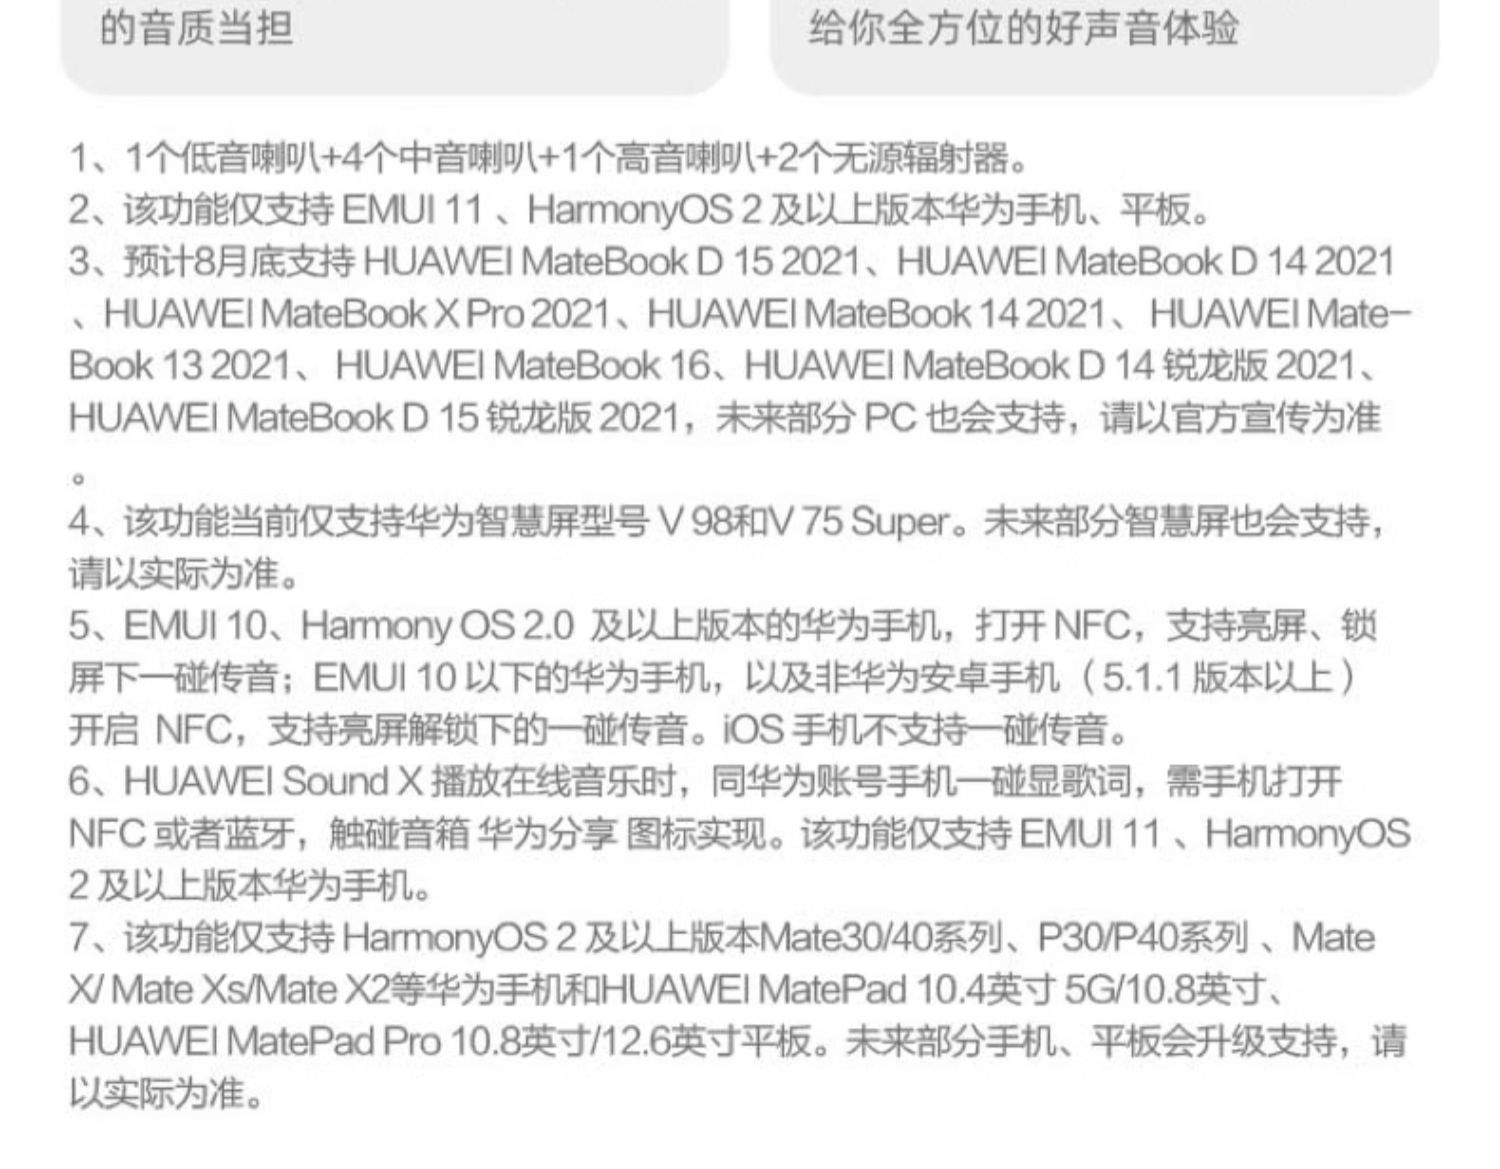 的音质当担
给你全方位的好声音体验
1、1个低音喇叭+4个中音喇叭+1个高音喇叭+2个无源辐射器。
2、该功能仅支持 EMUI 11 、HarmonyOS 2 及以上版本华为手机、平板。
3、预计8月底支持 HUAWEI MateBook D 15 2021、HUAWEI MateBook D 14 2021
、HUAWEI MateBook X Pro 2021、HUAWEI MateBook 14 2021、 HUAWEI Mate-
Book 13 2021、 HUAWEI MateBook 16、HUAWEI MateBook D 14 锐龙版 2021、
HUAWEI MateBook D 15 锐龙版 2021，未来部分 PC 也会支持，请以官方宣传为准
。
4、该功能当前仅支持华为智慧屏型号 V 98和V 75 Super。未来部分智慧屏也会支持，
请以实际为准。
5、EMUI 10、Harmony OS 2.0 及以上版本的华为手机，打开 NFC，支持亮屏、锁
屏下一碰传音；EMUI 10 以下的华为手机，以及非华为安卓手机（5.1.1 版本以上）
开启 NFC，支持亮屏解锁下的一碰传音。iOS 手机不支持一碰传音。
6、HUAWEI Sound X 播放在线音乐时，同华为账号手机一碰显歌词，需手机打开
NFC 或者蓝牙，触碰音箱 华为分享 图标实现。该功能仅支持 EMUI 11 、HarmonyOS
2 及以上版本华为手机。
7、该功能仅支持 HarmonyOS 2 及以上版本Mate30/40系列、P30/P40系列 、Mate
X/ Mate Xs/Mate X2等华为手机和HUAWEI MatePad 10.4英寸 5G/10.8英寸、
HUAWEI MatePad Pro 10.8英寸/12.6英寸平板。未来部分手机、平板会升级支持，请
以实际为准。